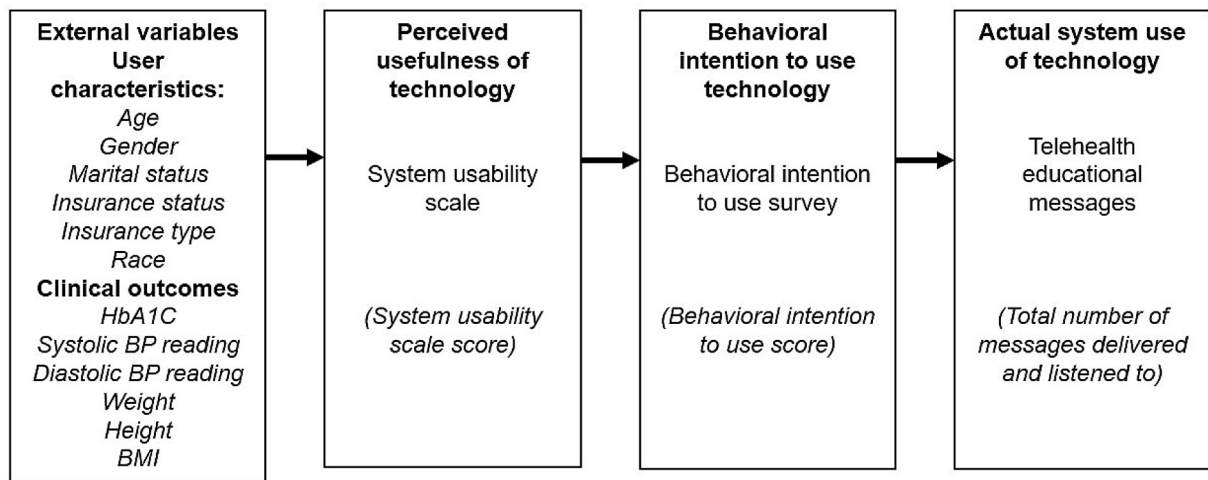 External variables
User
characteristics:
Age
Gender
Marital status
Insurance status
Insurance type
Race
Clinical outcomes
HbA1C
Systolic BP reading
Diastolic BP reading
Weight
Height
BMI
Perceived
usefulness of
technology
System usability
scale
(System usability
scale score)
Behavioral
intention to use
technology
Behavioral intention
to use survey
(Behavioral intention
to use score)
Actual system use
of technology
Telehealth
educational
messages
(Total number of
messages delivered
and listened to)